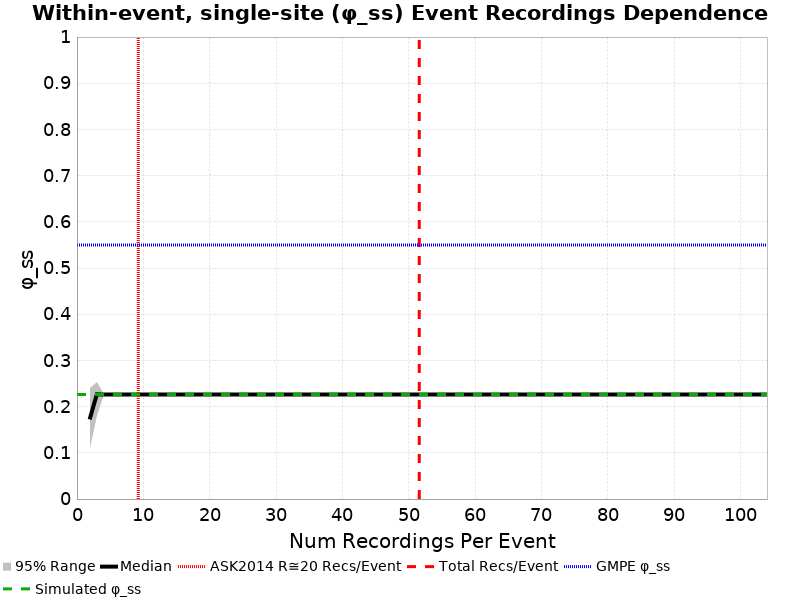 Within-event, single-site (φ_ss) Event Recordings Dependence
1
0.9
0.8
0.7
0.6
0.5
0.4
0.3
0.2
0.1
0
φ_ss
0 10 20 30 40 50 60 70 80 90 100
Num Recordings Per Event
95% Range Median ASK2014 R≅20 Recs/Event Total Recs/Event GMPE φ_ss
Simulated φ_ss